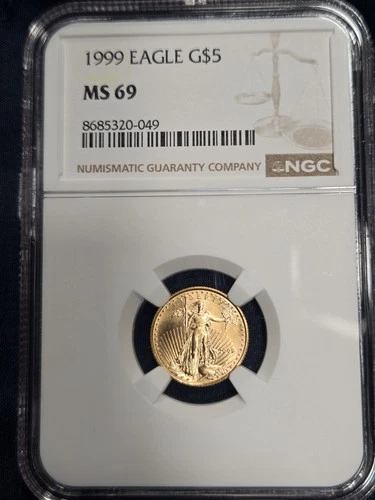 1999 EAGLE G$5
MS 69
8685320-049
NUMISMATIC GUARANTY COMPANY NGC